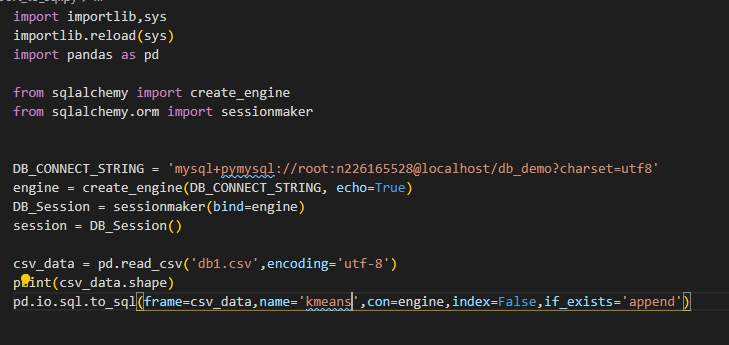 import importlib,sys
importlib.reload(sys)
import pandas as pd
from sqlalchemy import create_engine
from sqlalchemy.orm import sessionmaker
DB_CONNECT_STRING = 'mysql+pymysql://root:n226165528@localhost/db_demo?charset=utf8'
engine = create_engine(DB_CONNECT_STRING, echo=True)
DB_Session = sessionmaker(bind=engine)
session = DB_Session()
csv_data = pd.read_csv('db1.csv',encoding='utf-8')
print(csv_data.shape)
pd.io.sql.to_sql(frame=csv_data,name='kmeans',con=engine,index=False,if_exists='append')